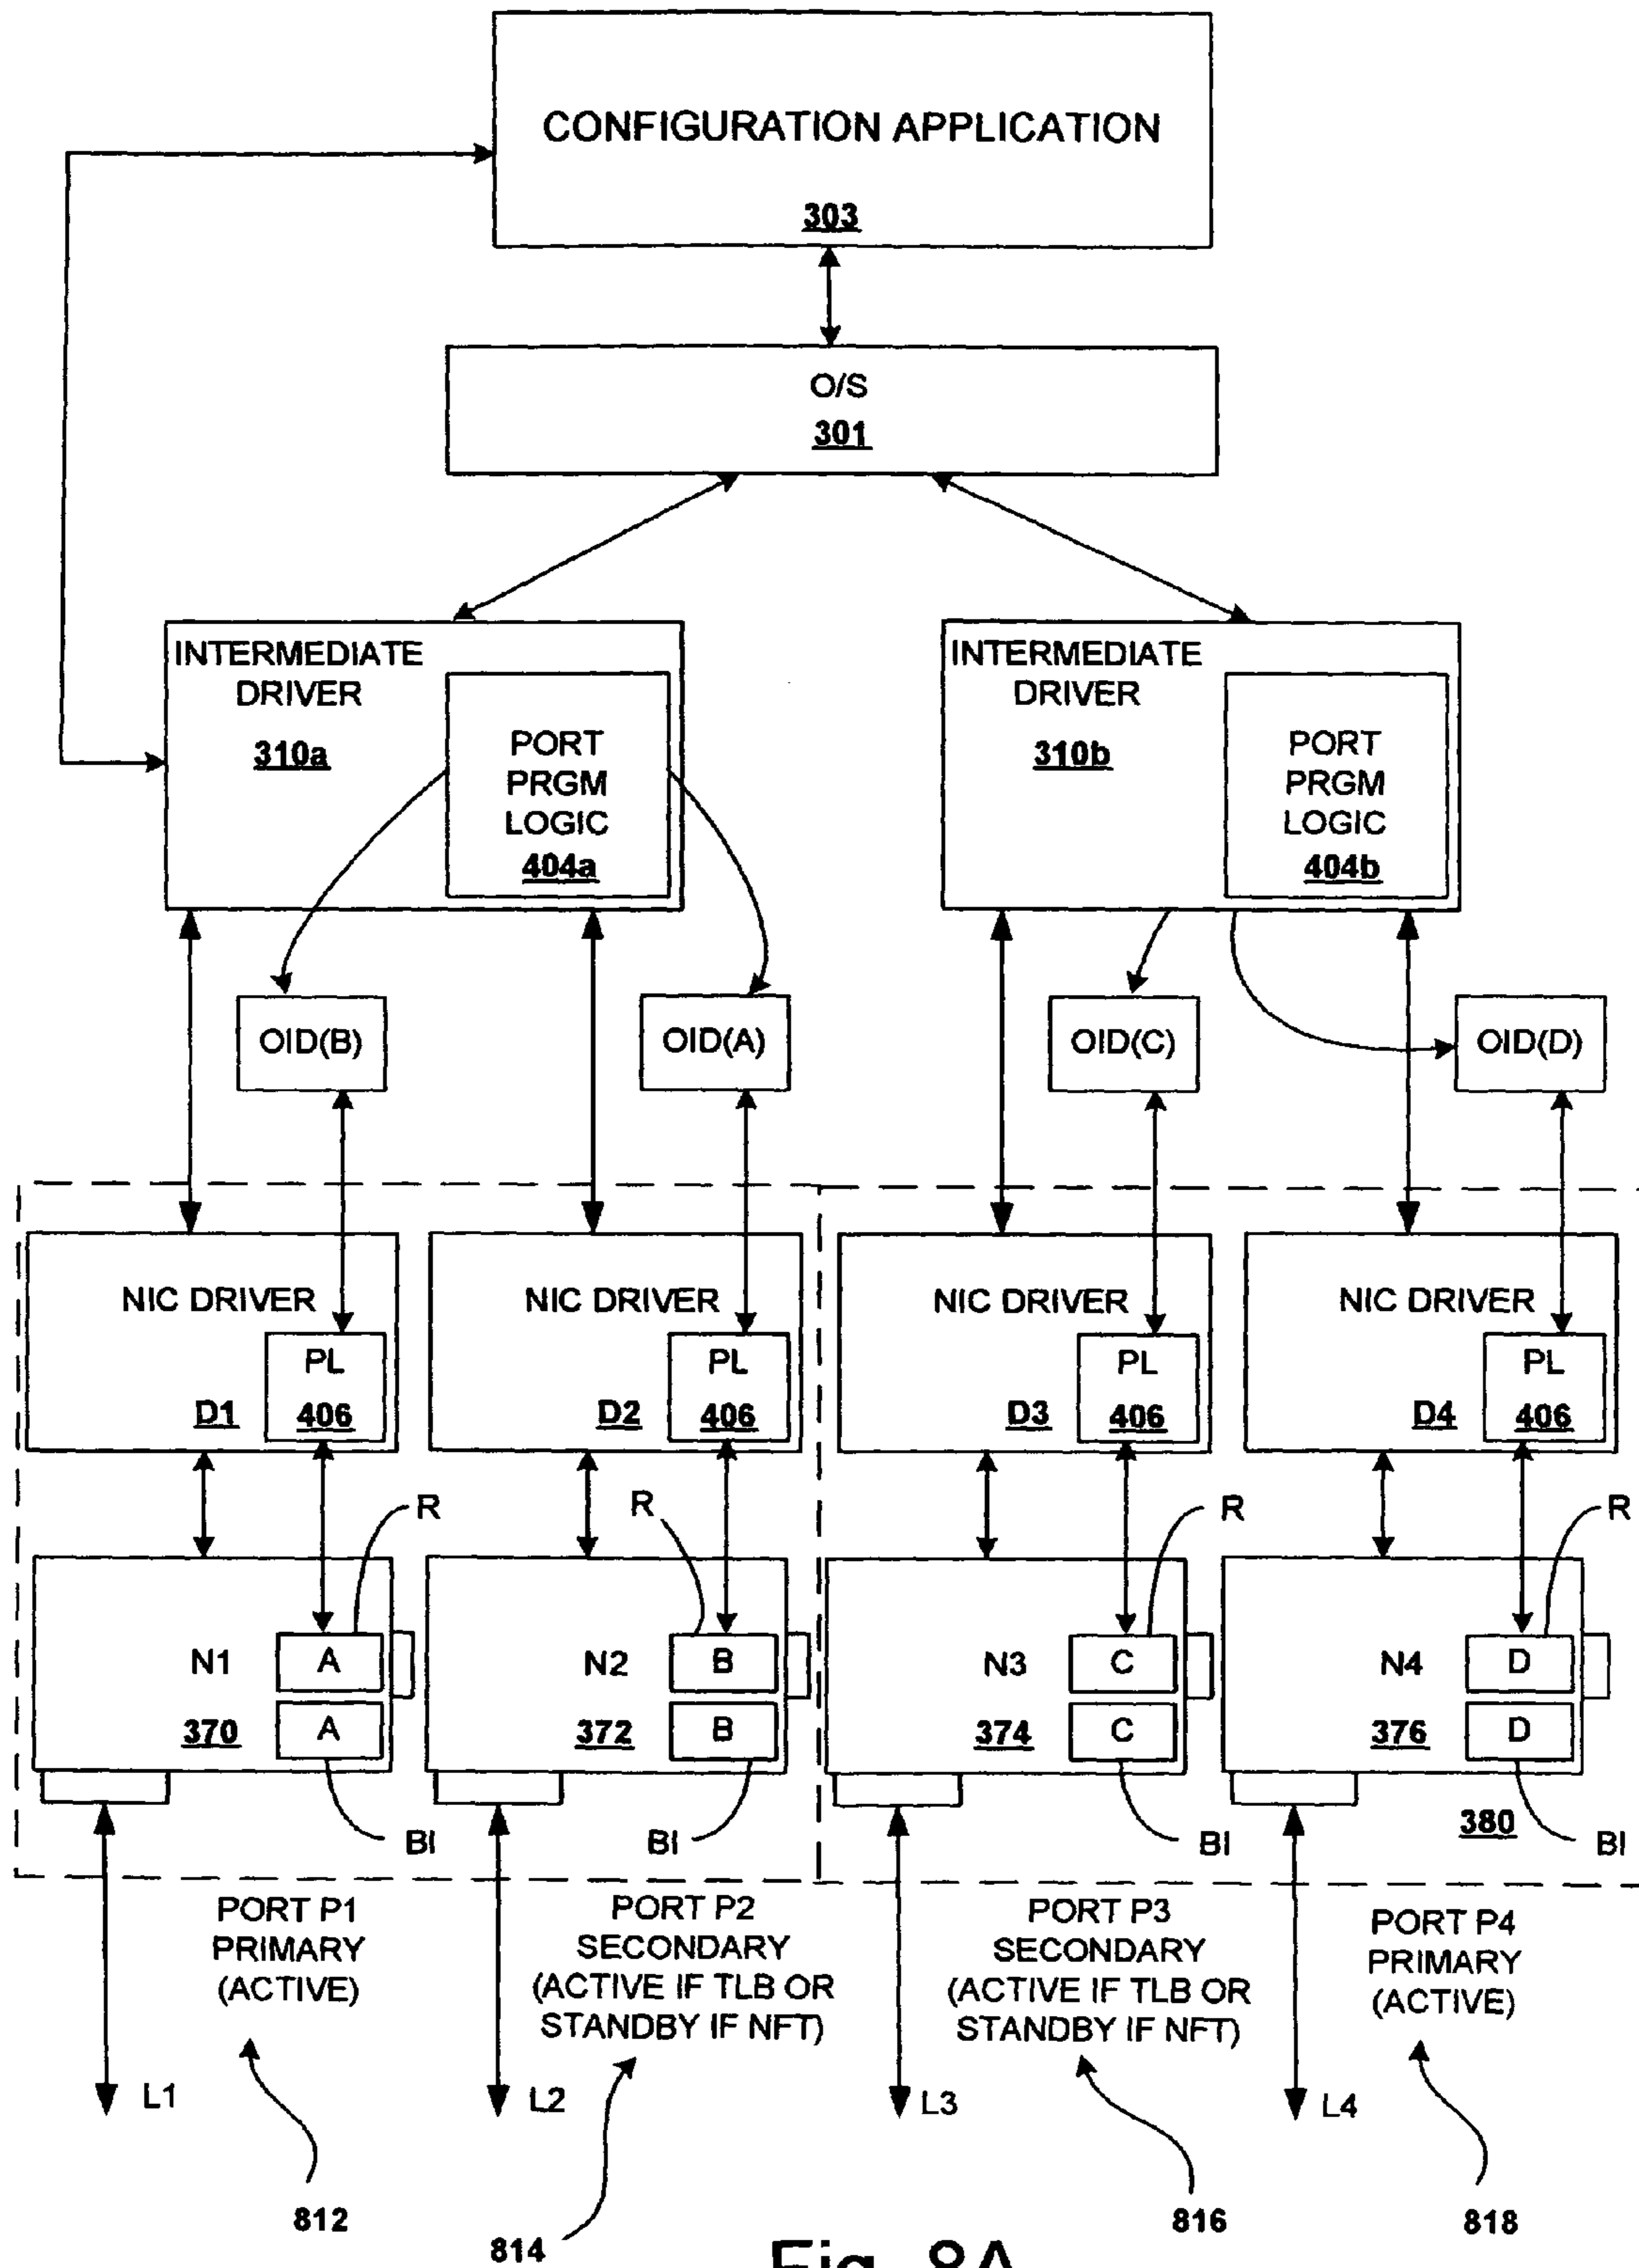 CONFIGURATION APPLICATION
303
O/S
301
INTERMEDIATE
DRIVER
310a
PORT
PRGM
LOGIC
404a
INTERMEDIATE
DRIVER
310b
PORT
PRGM
LOGIC
404b
OID(B)
OID(A)
OID(C)
OID(D)
NIC DRIVER
PL
D1
406
NIC DRIVER
PL
D2
406
NIC DRIVER
PL
D3
406
NIC DRIVER
PL
D4
406
R
R
R
R
N1
A
370
A
N2
B
372
B
N3
C
374
C
N4
D
376
D
BI
BI
BI
380
BI
PORT P1
PRIMARY
(ACTIVE)
PORT P2
SECONDARY
(ACTIVE IF TLB OR
STANDBY IF NFT)
PORT P3
SECONDARY
(ACTIVE IF TLB OR
STANDBY IF NFT)
PORT P4
PRIMARY
(ACTIVE)
L1
L2
L3
L4
812
814
816
818
Fig. 8A